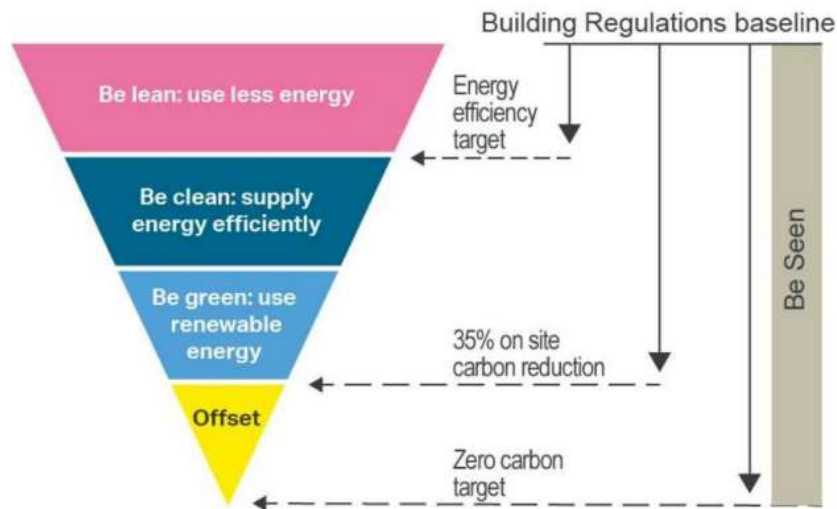 Building Regulations baseline
Be lean: use less energy
Energy
efficiency
target
Be clean: supply
energy efficiently
Be green: use
renewable
energy
35% on site
carbon reduction
Offset
Zero carbon
target
Be Seen